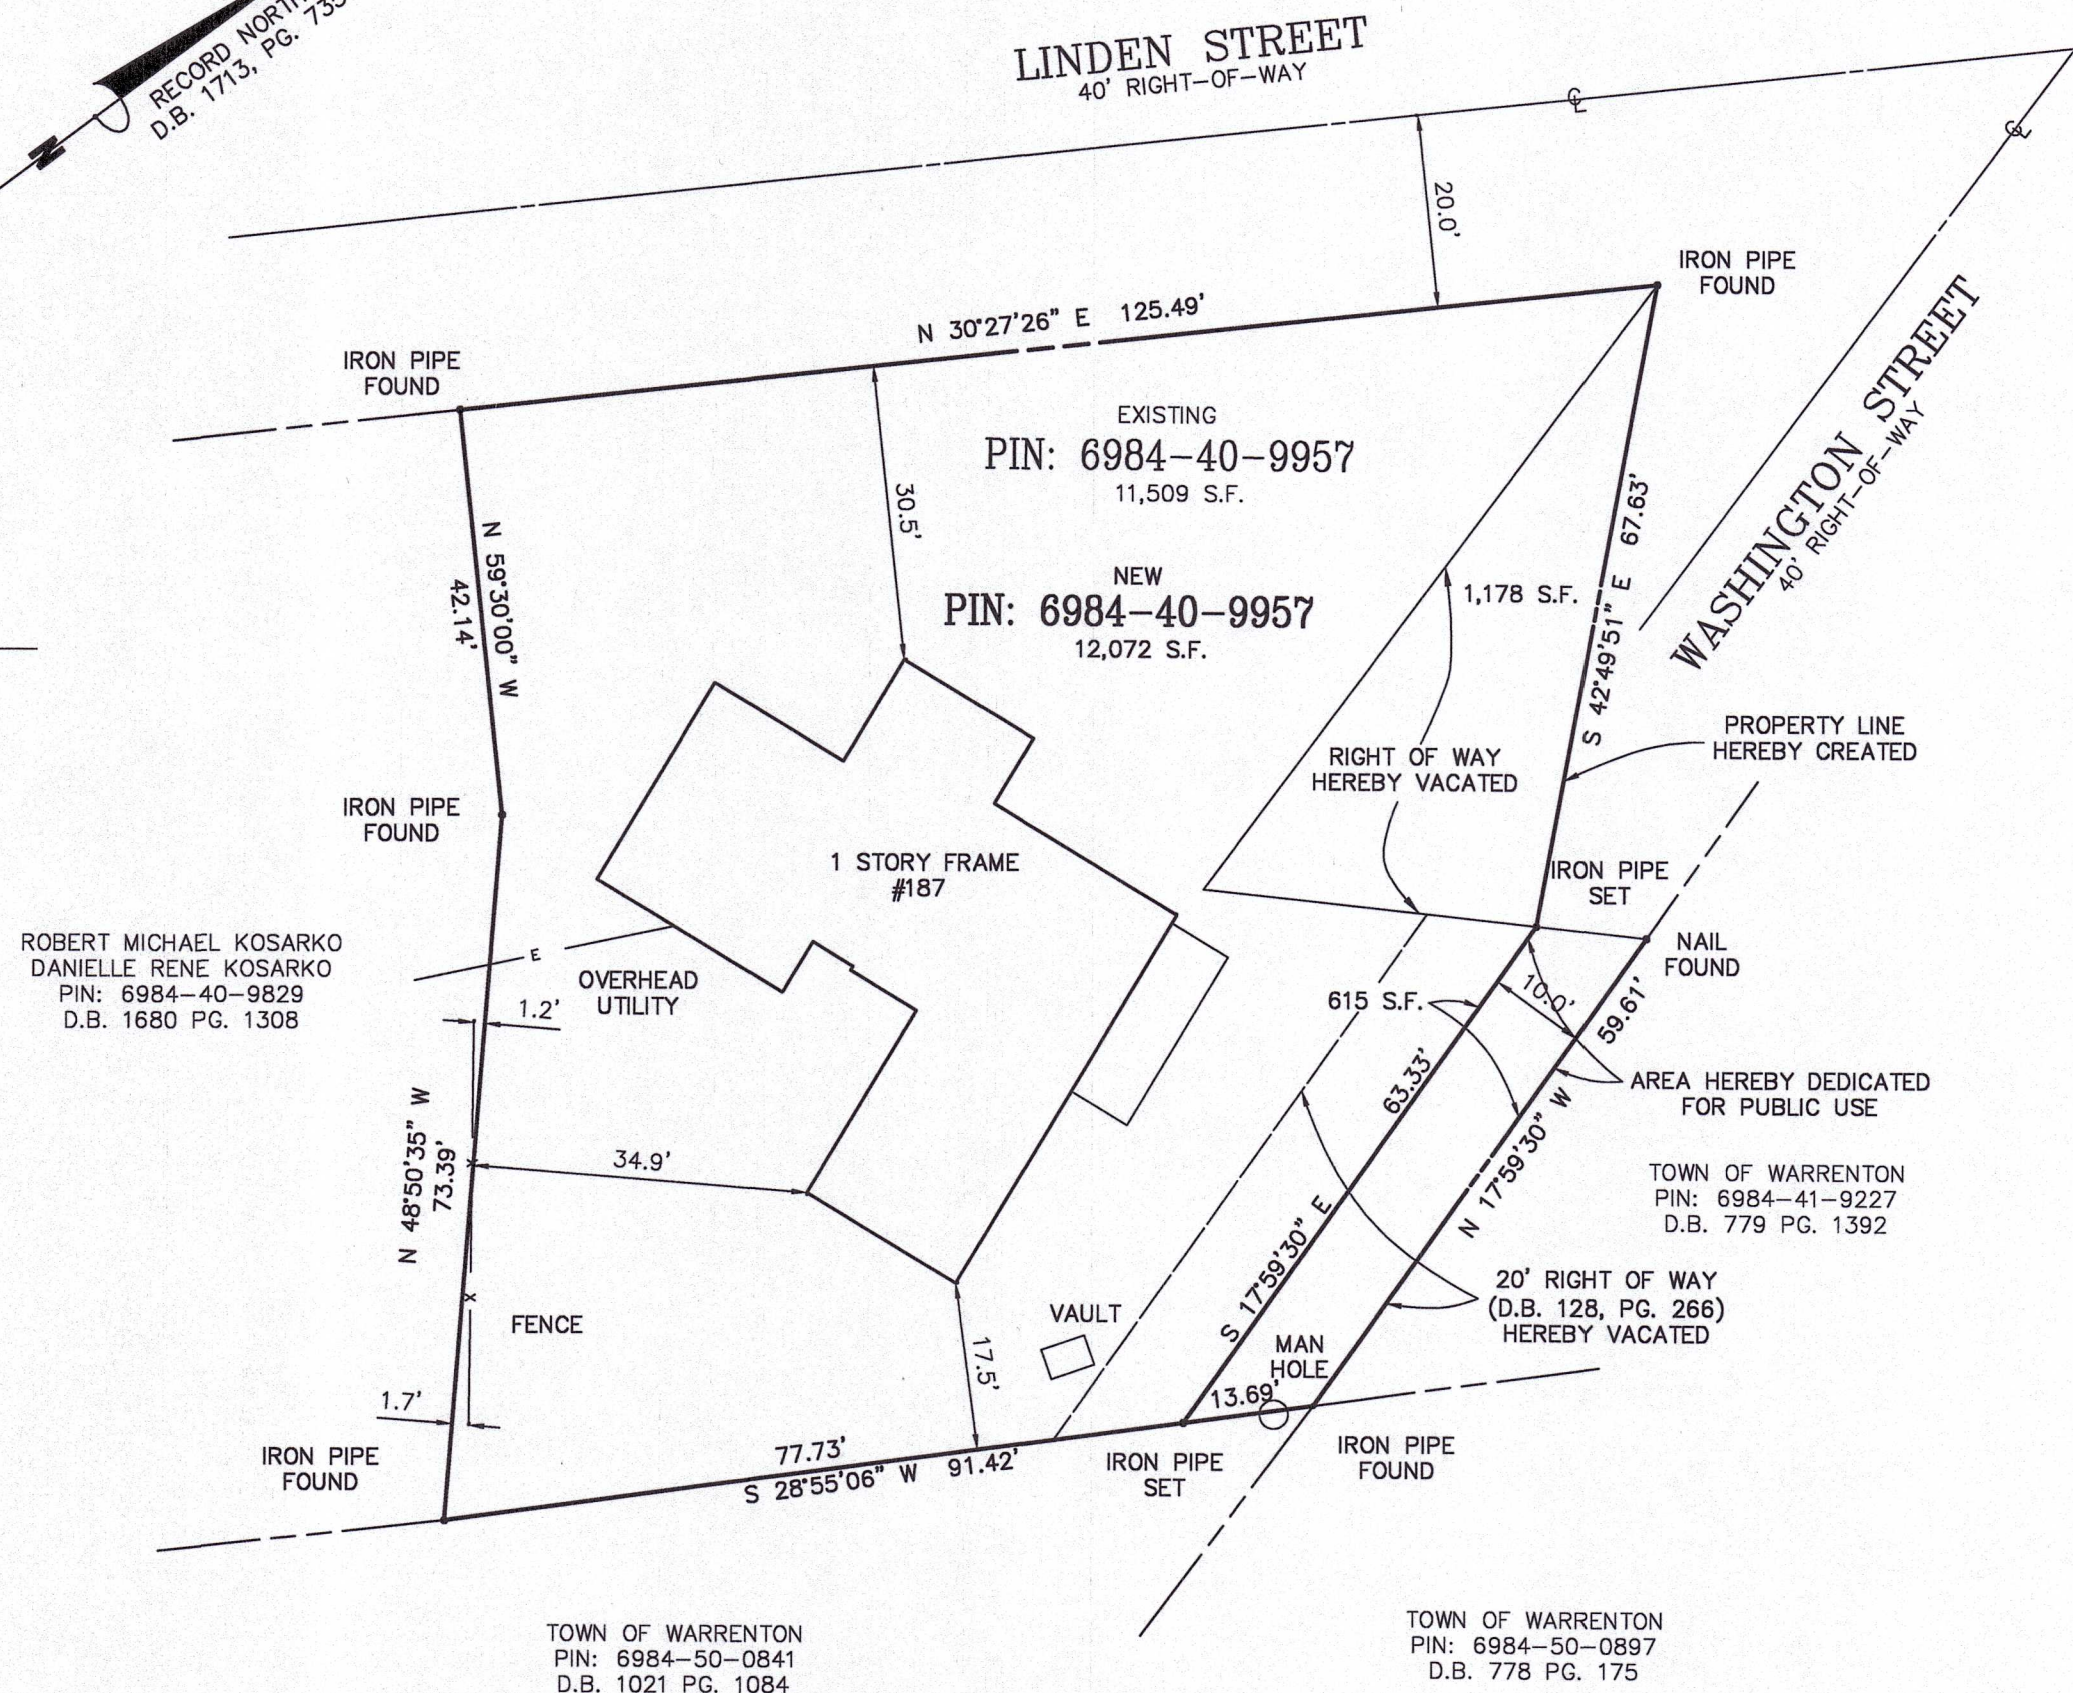 RECORD NORTH
D.B. 1713, PG.
N
LINDEN STREET
40' RIGHT-OF-WAY
℄
℄
20.0'
IRON PIPE
FOUND
N 30°27'26" E 125.49'
IRON PIPE
FOUND
WASHINGTON STREET
40' RIGHT-OF-WAY
EXISTING
PIN: 6984-40-9957
11,509 S.F.
30.5'
NEW
PIN: 6984-40-9957
12,072 S.F.
N 59°30'00" W
42.14'
1,178 S.F.
S 42°49'51" E 67.63'
RIGHT OF WAY
HEREBY VACATED
PROPERTY LINE
HEREBY CREATED
IRON PIPE
FOUND
1 STORY FRAME
#187
IRON PIPE
SET
NAIL
FOUND
ROBERT MICHAEL KOSARKO
DANIELLE RENE KOSARKO
PIN: 6984-40-9829
D.B. 1680 PG. 1308
E
OVERHEAD
UTILITY
1.2'
615 S.F.
10.0'
59.61'
63.33'
AREA HEREBY DEDICATED
FOR PUBLIC USE
N 48°50'35" W
73.39'
34.9'
x
x
N 17°59'30" W
S 17°59'30" E
TOWN OF WARRENTON
PIN: 6984-41-9227
D.B. 779 PG. 1392
20' RIGHT OF WAY
(D.B. 128, PG. 266)
HEREBY VACATED
FENCE
VAULT
MAN
HOLE
17.5'
13.69'
1.7'
IRON PIPE
FOUND
77.73'
S 28°55'06" W 91.42'
IRON PIPE
SET
IRON PIPE
FOUND
TOWN OF WARRENTON
PIN: 6984-50-0841
D.B. 1021 PG. 1084
TOWN OF WARRENTON
PIN: 6984-50-0897
D.B. 778 PG. 175